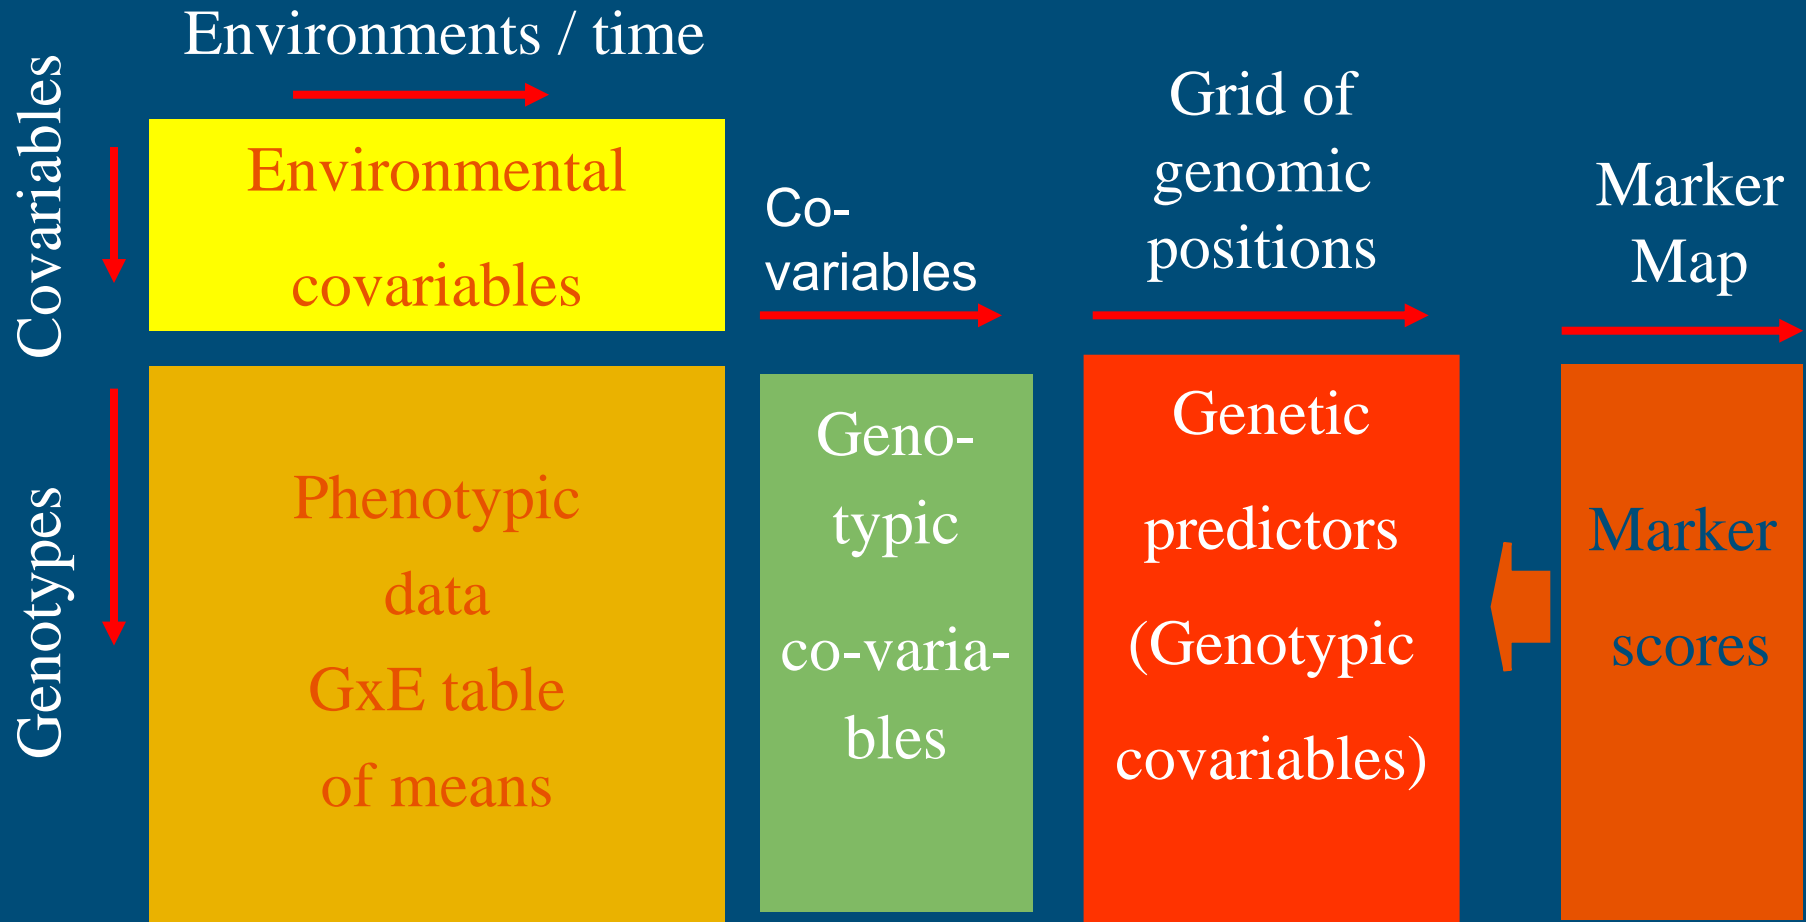 Environments / time
Covariables
Environmental
covariables
Co-
variables
Grid of
genomic
positions
Marker
Map
Genotypes
Phenotypic
data
GxE table
of means
Geno-
typic
co-varia-
bles
Genetic
predictors
(Genotypic
covariables)
Marker
scores